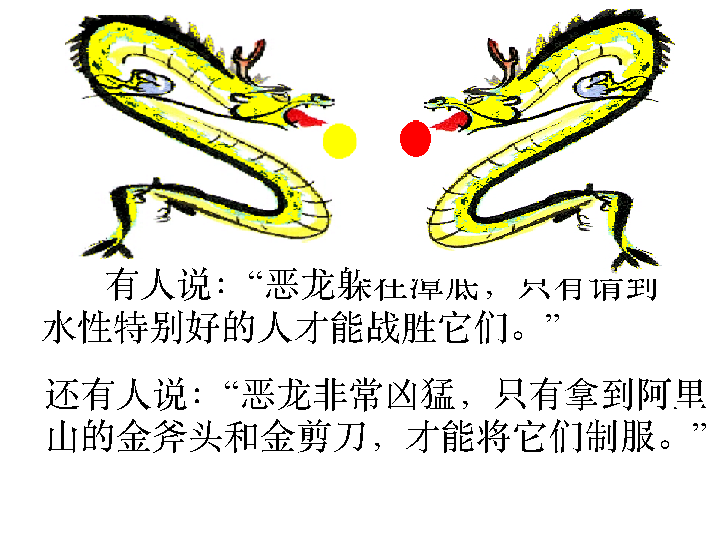 有人说：“恶龙躲在潭底，只有请到
水性特别好的人才能战胜它们。”
还有人说：“恶龙非常凶猛，只有拿到阿里
山的金斧头和金剪刀，才能将它们制服。”